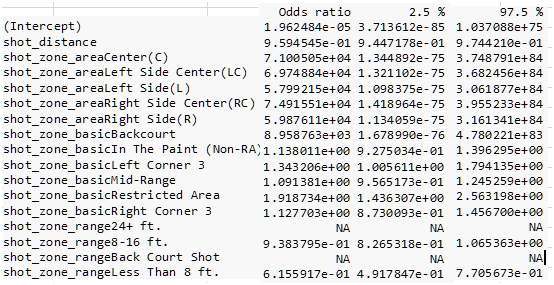 Odds ratio 2.5 % 97.5 %
(Intercept) 1.962484e-05 3.713612e-85 1.037088e+75
shot_distance 9.594545e-01 9.447178e-01 9.744210e-01
shot_zone_areaCenter(C) 7.100505e+04 1.344892e-75 3.748791e+84
shot_zone_areaLeft Side Center(LC) 6.974884e+04 1.321102e-75 3.682456e+84
shot_zone_areaLeft Side(L) 5.799215e+04 1.098375e-75 3.061877e+84
shot_zone_areaRight Side Center(RC) 7.491551e+04 1.418964e-75 3.955233e+84
shot_zone_areaRight Side(R) 5.987611e+04 1.134059e-75 3.161341e+84
shot_zone_basicBackcourt 8.958763e+03 1.678990e-76 4.780221e+83
shot_zone_basicIn The Paint (Non-RA) 1.138011e+00 9.275034e-01 1.396295e+00
shot_zone_basicLeft Corner 3 1.343206e+00 1.005611e+00 1.794135e+00
shot_zone_basicMid-Range 1.091381e+00 9.565173e-01 1.245259e+00
shot_zone_basicRestricted Area 1.918734e+00 1.436307e+00 2.563198e+00
shot_zone_basicRight Corner 3 1.127703e+00 8.730093e-01 1.456700e+00
shot_zone_range24+ ft. NA NA NA
shot_zone_range8-16 ft. 9.383795e-01 8.265318e-01 1.065363e+00
shot_zone_rangeBack Court Shot NA NA NA
shot_zone_rangeLess Than 8 ft. 6.155917e-01 4.917847e-01 7.705673e-01